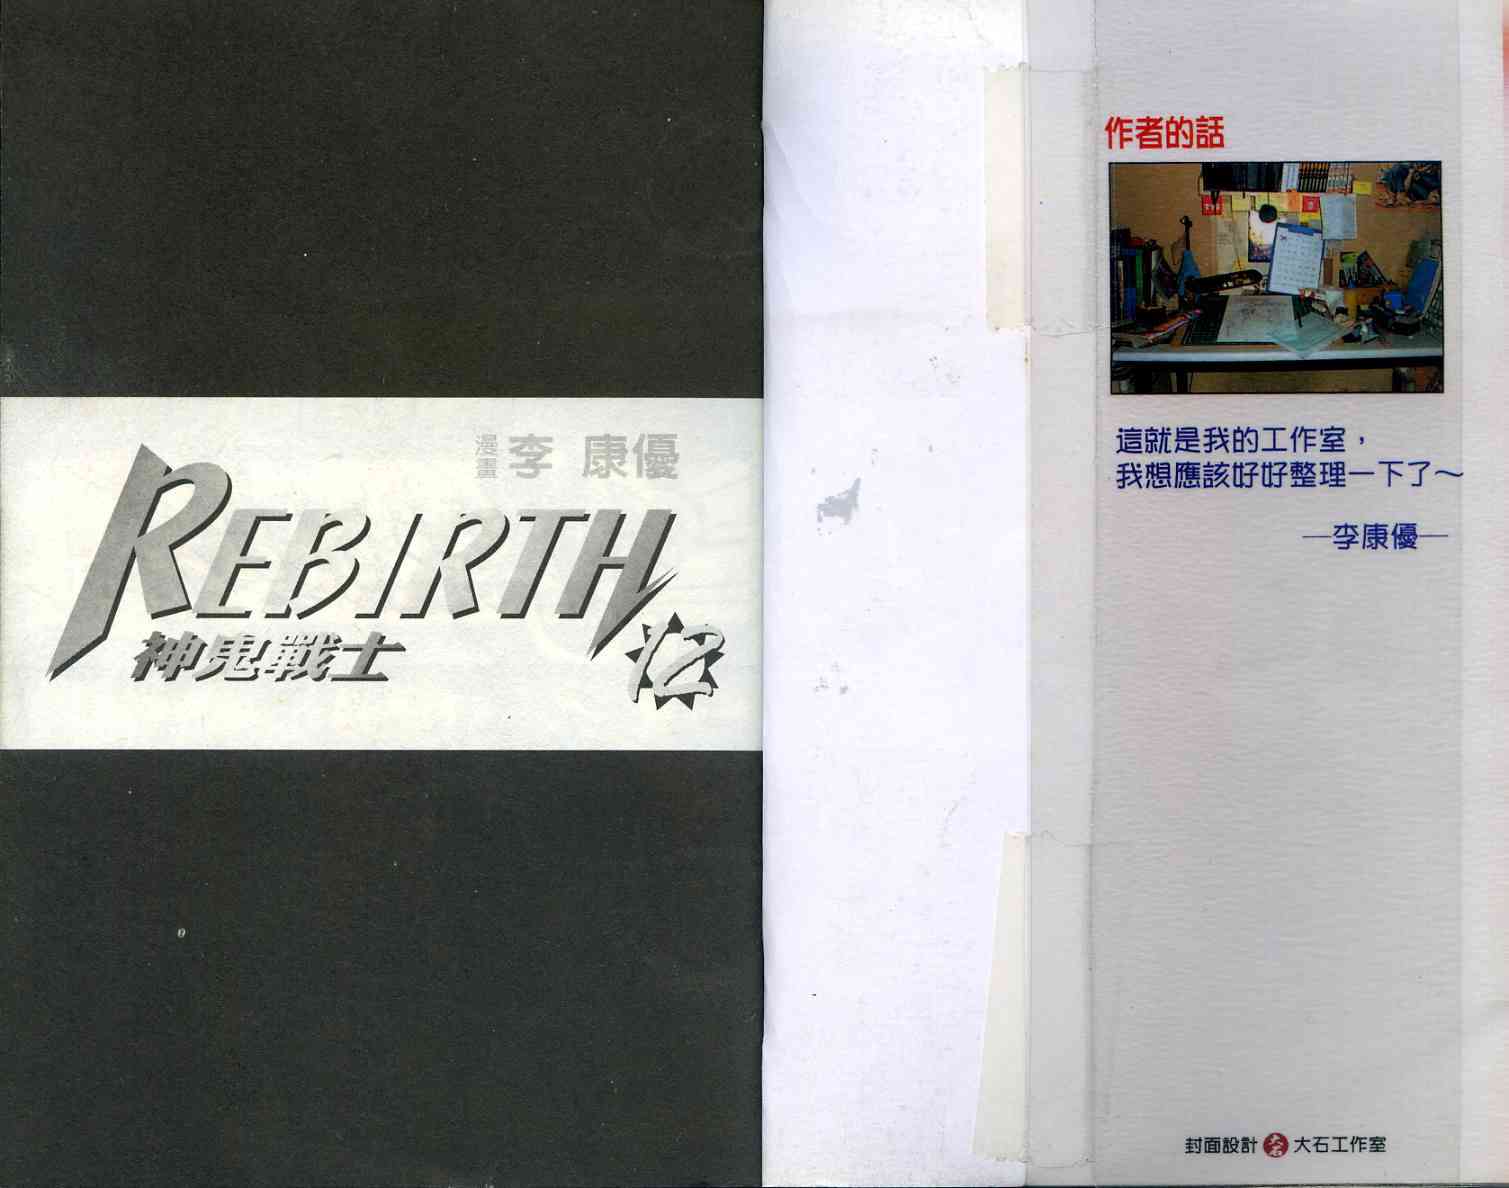 漫畫 李 康優
REBIRTH
神鬼戰士 12
作者的話
這就是我的工作室，
我想應該好好整理一下了～
—李康優—
封面設計 大石 大石工作室